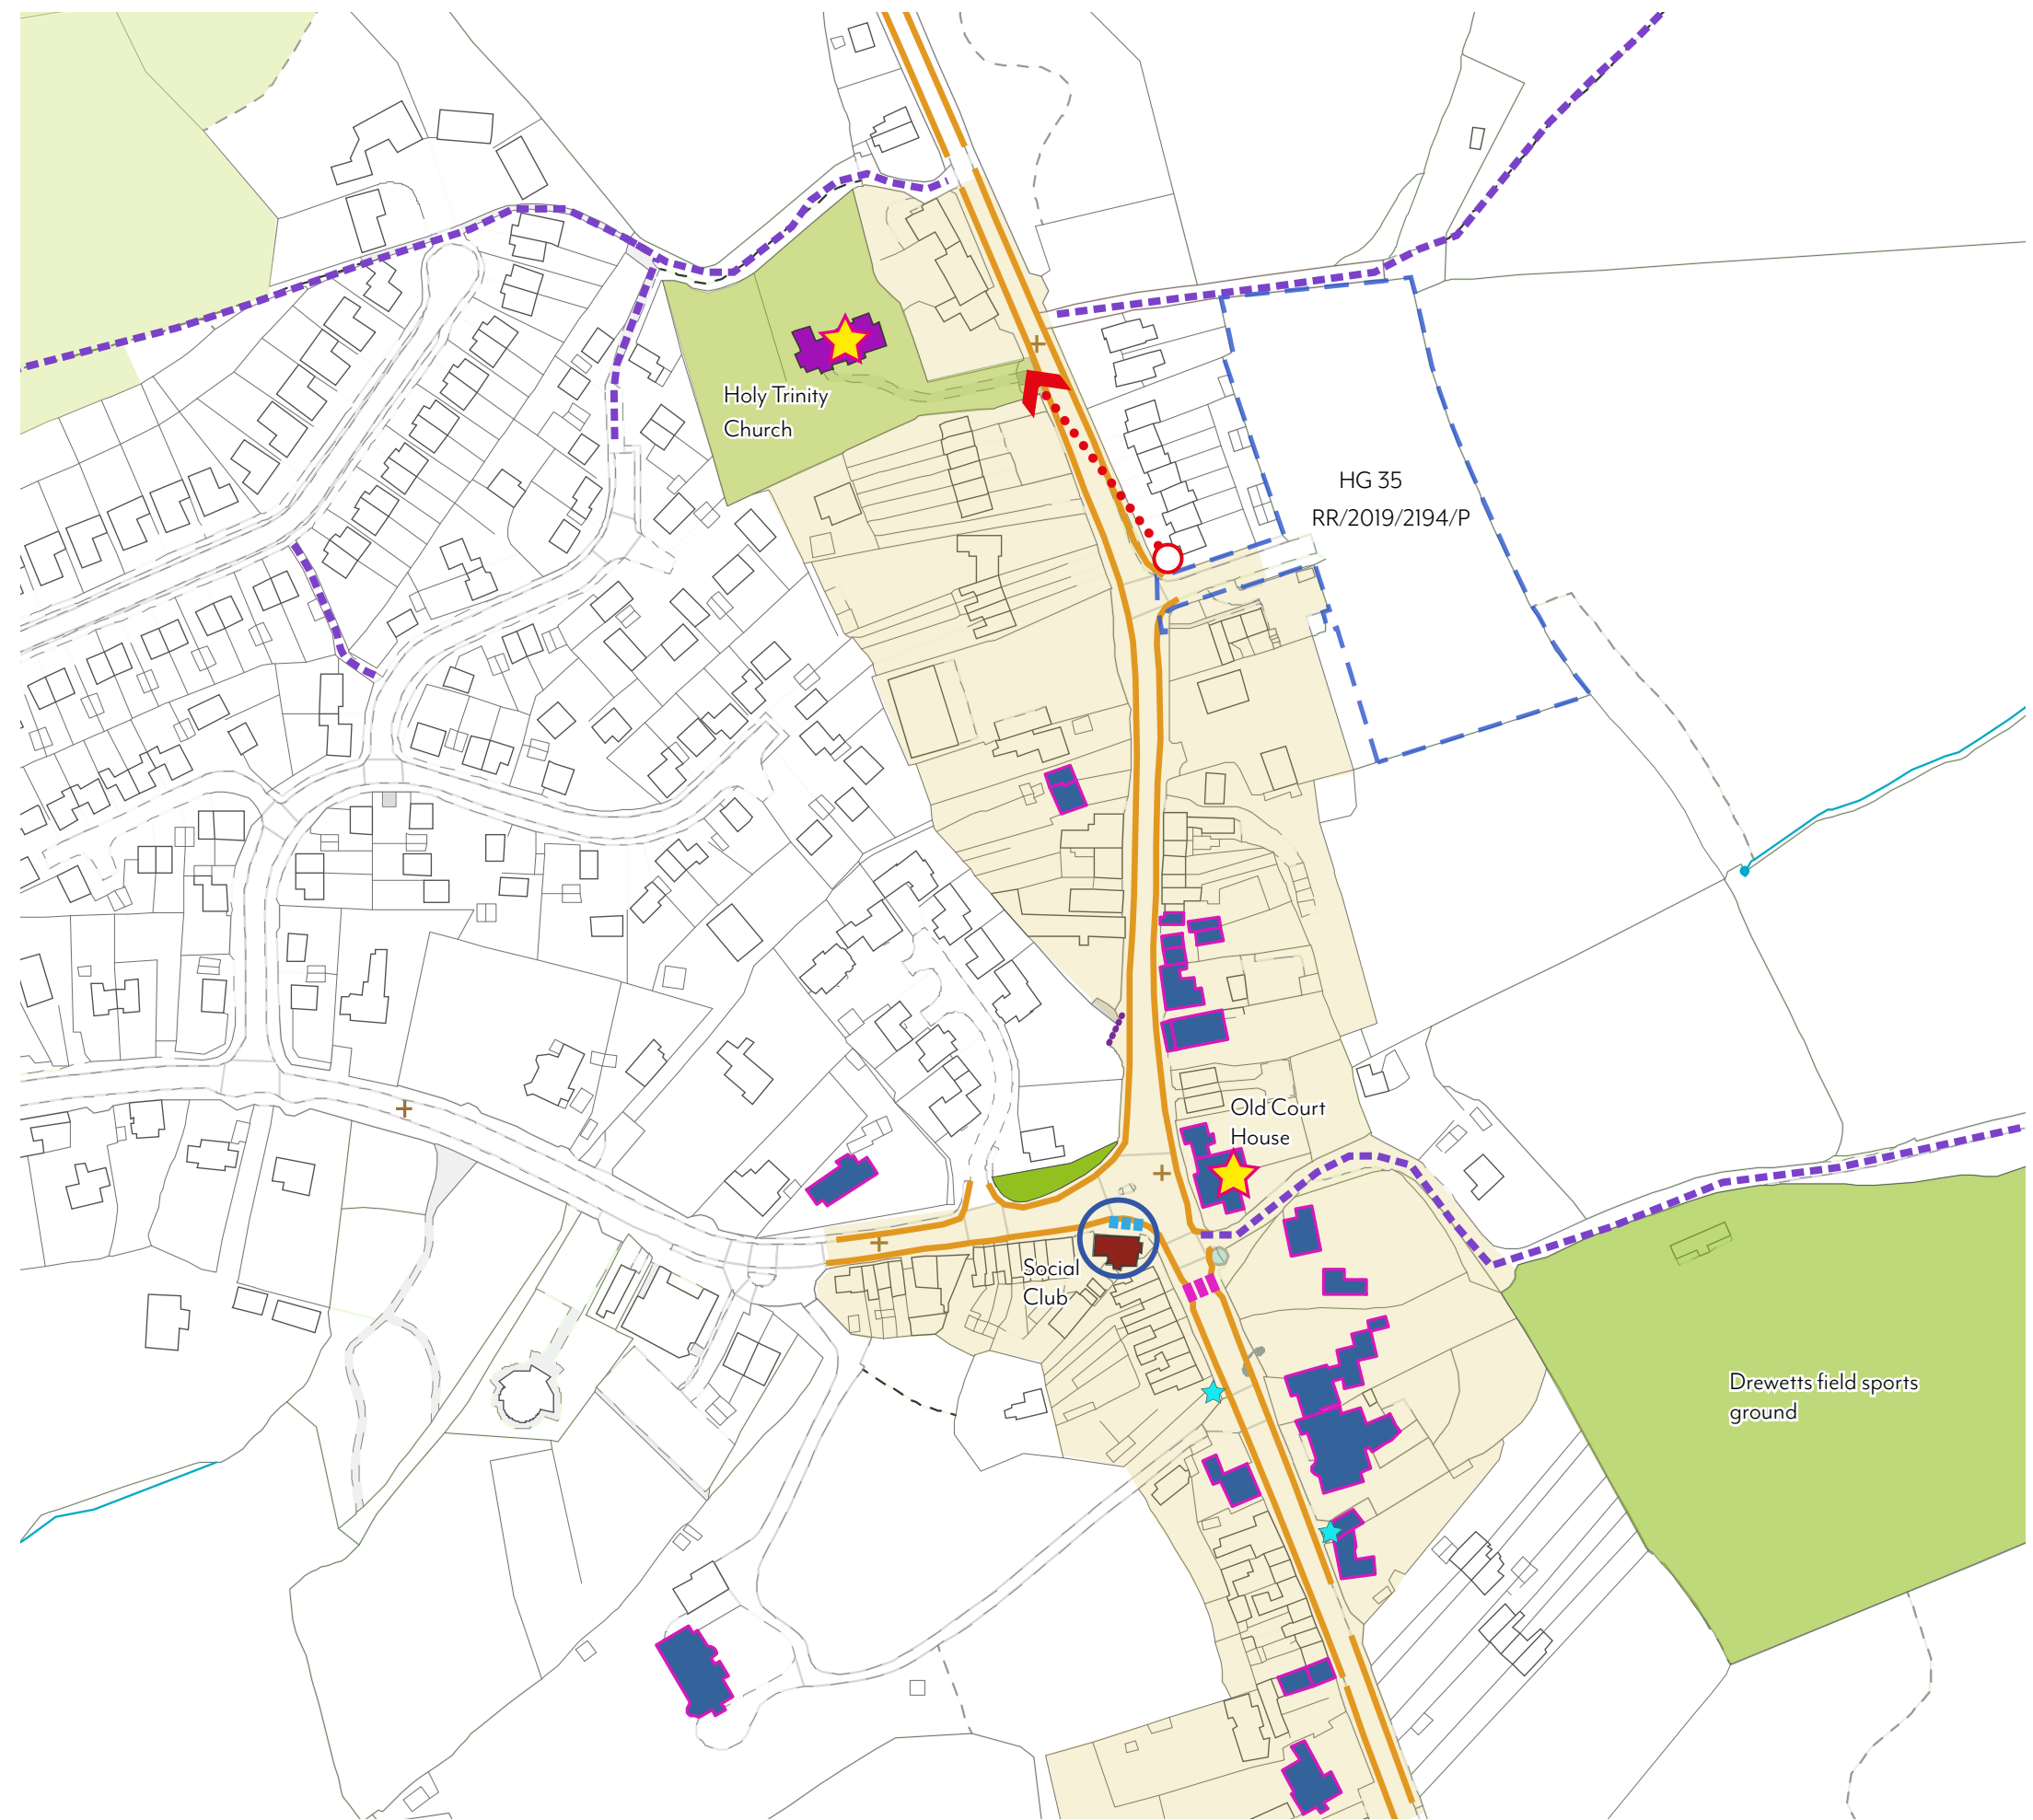 Holy Trinity
Church
HG 35
RR/2019/2194/P
Old Court
House
Social
Club
Drewetts field sports
ground